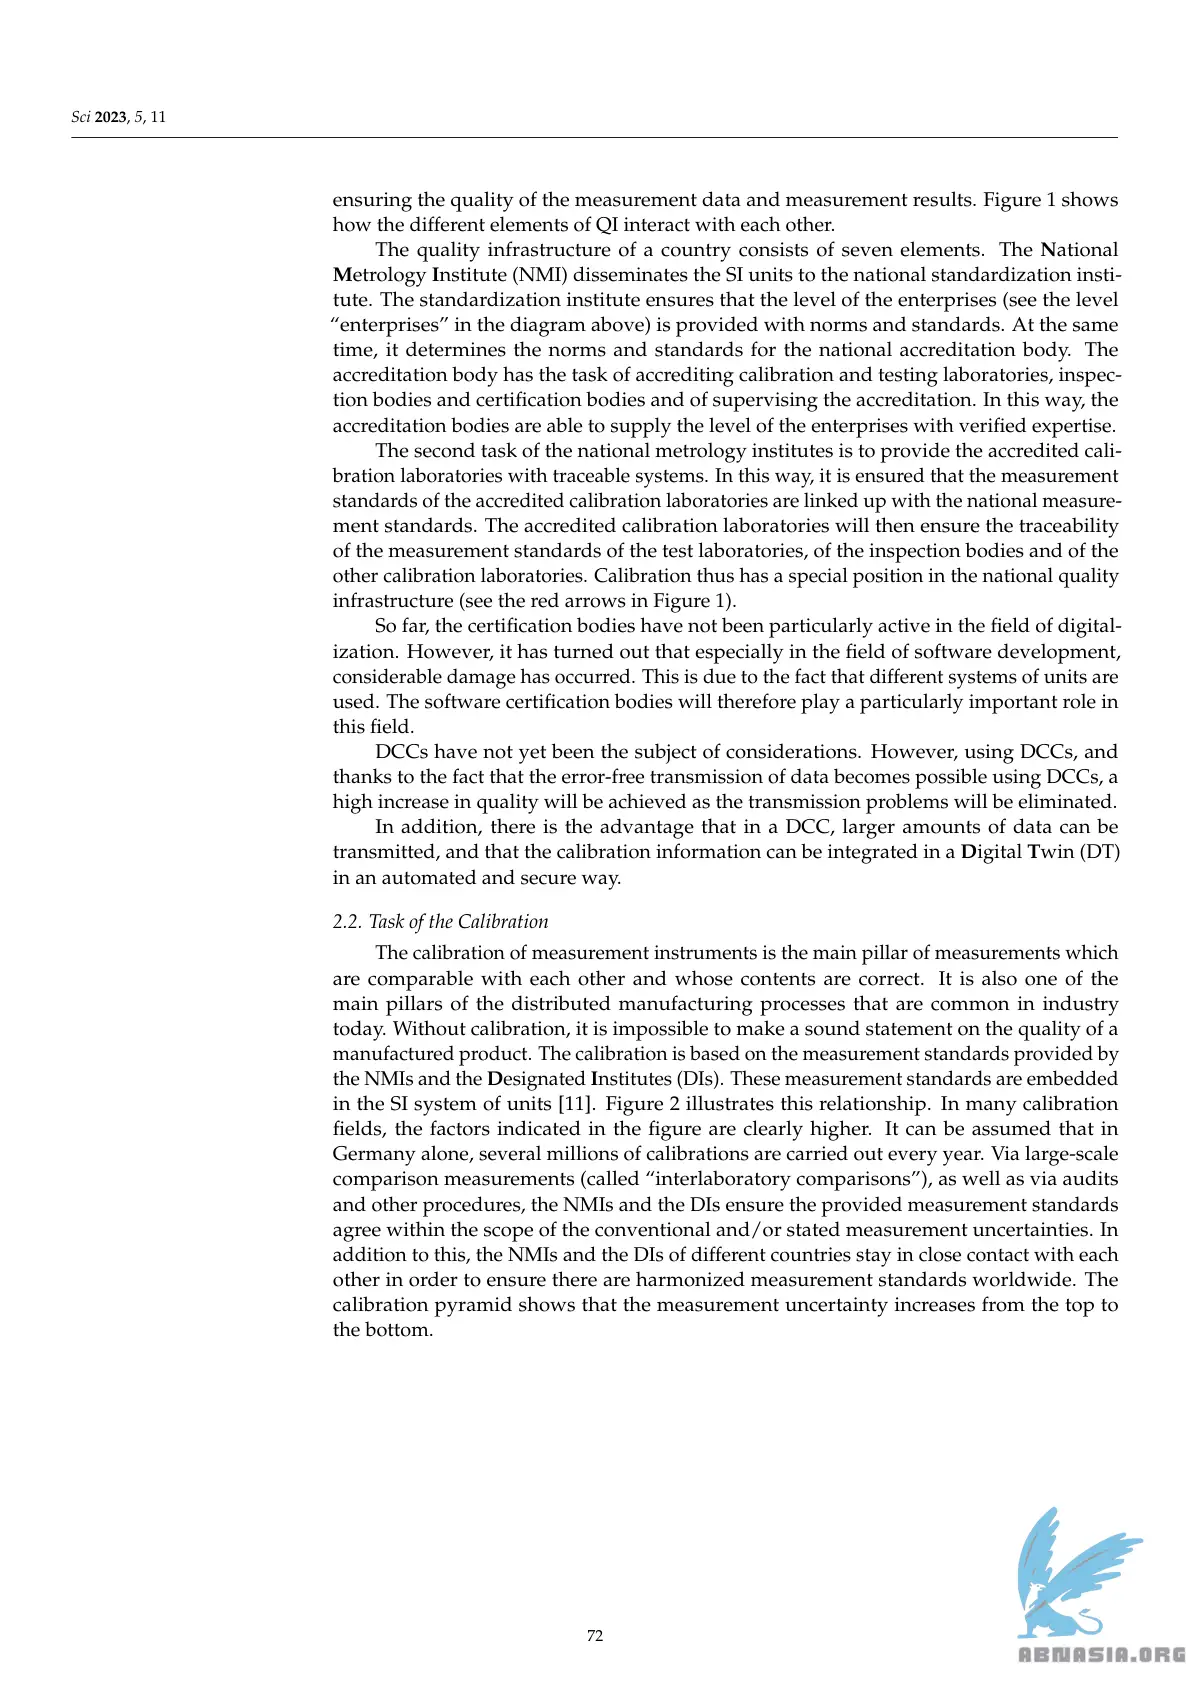 Sci 2023, 5, 11
ensuring the quality of the measurement data and measurement results. Figure 1 shows
how the different elements of QI interact with each other.
The quality infrastructure of a country consists of seven elements. The National
Metrology Institute (NMI) disseminates the SI units to the national standardization insti-
tute. The standardization institute ensures that the level of the enterprises (see the level
“enterprises” in the diagram above) is provided with norms and standards. At the same
time, it determines the norms and standards for the national accreditation body. The
accreditation body has the task of accrediting calibration and testing laboratories, inspec-
tion bodies and certification bodies and of supervising the accreditation. In this way, the
accreditation bodies are able to supply the level of the enterprises with verified expertise.
The second task of the national metrology institutes is to provide the accredited cali-
bration laboratories with traceable systems. In this way, it is ensured that the measurement
standards of the accredited calibration laboratories are linked up with the national measure-
ment standards. The accredited calibration laboratories will then ensure the traceability
of the measurement standards of the test laboratories, of the inspection bodies and of the
other calibration laboratories. Calibration thus has a special position in the national quality
infrastructure (see the red arrows in Figure 1).
So far, the certification bodies have not been particularly active in the field of digital-
ization. However, it has turned out that especially in the field of software development,
considerable damage has occurred. This is due to the fact that different systems of units are
used. The software certification bodies will therefore play a particularly important role in
this field.
DCCs have not yet been the subject of considerations. However, using DCCs, and
thanks to the fact that the error-free transmission of data becomes possible using DCCs, a
high increase in quality will be achieved as the transmission problems will be eliminated.
In addition, there is the advantage that in a DCC, larger amounts of data can be
transmitted, and that the calibration information can be integrated in a Digital Twin (DT)
in an automated and secure way.
2.2. Task of the Calibration
The calibration of measurement instruments is the main pillar of measurements which
are comparable with each other and whose contents are correct. It is also one of the
main pillars of the distributed manufacturing processes that are common in industry
today. Without calibration, it is impossible to make a sound statement on the quality of a
manufactured product. The calibration is based on the measurement standards provided by
the NMIs and the Designated Institutes (DIs). These measurement standards are embedded
in the SI system of units [11]. Figure 2 illustrates this relationship. In many calibration
fields, the factors indicated in the figure are clearly higher. It can be assumed that in
Germany alone, several millions of calibrations are carried out every year. Via large-scale
comparison measurements (called “interlaboratory comparisons”), as well as via audits
and other procedures, the NMIs and the DIs ensure the provided measurement standards
agree within the scope of the conventional and/or stated measurement uncertainties. In
addition to this, the NMIs and the DIs of different countries stay in close contact with each
other in order to ensure there are harmonized measurement standards worldwide. The
calibration pyramid shows that the measurement uncertainty increases from the top to
the bottom.
72
ABNASIA.ORG